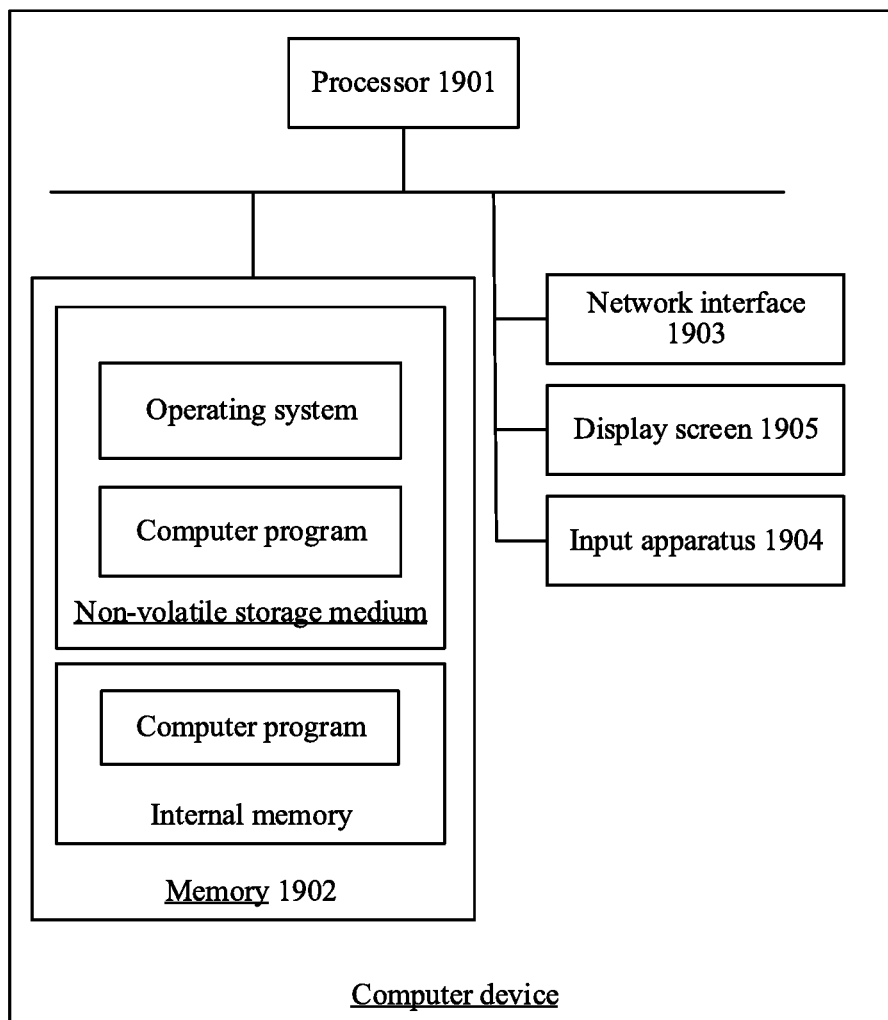 Processor 1901
Network interface
1903
Display screen 1905
Input apparatus 1904
Operating system
Computer program
Non-volatile storage medium
Computer program
Internal memory
Memory 1902
Computer device